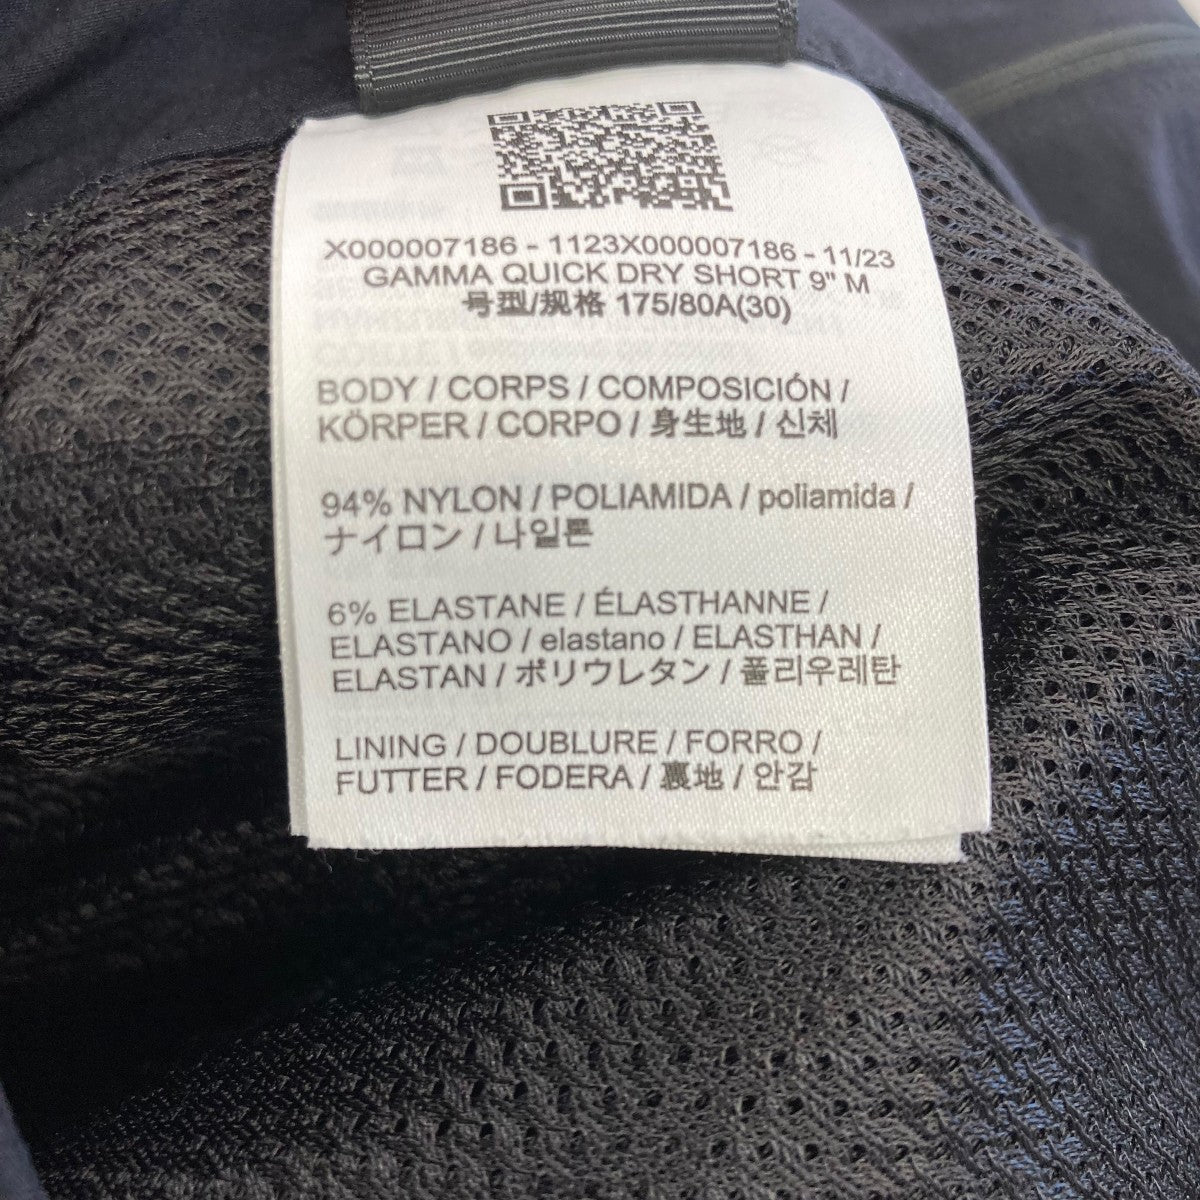 X000007186 - 1123X000007186 - 11/23
GAMMA QUICK DRY SHORT 9" M
号型/规格 175/80A(30)
BODY / CORPS / COMPOSICIÓN /
KÖRPER / CORPO / 身生地 / 신체
94% NYLON / POLIAMIDA / poliamida /
ナイロン / 나일론
6% ELASTANE / ÉLASTHANNE /
ELASTANO / elastano / ELASTHAN /
ELASTAN / ポリウレタン / 폴리우레탄
LINING / DOUBLURE / FORRO /
FUTTER / FODERA / 裏地 / 안감